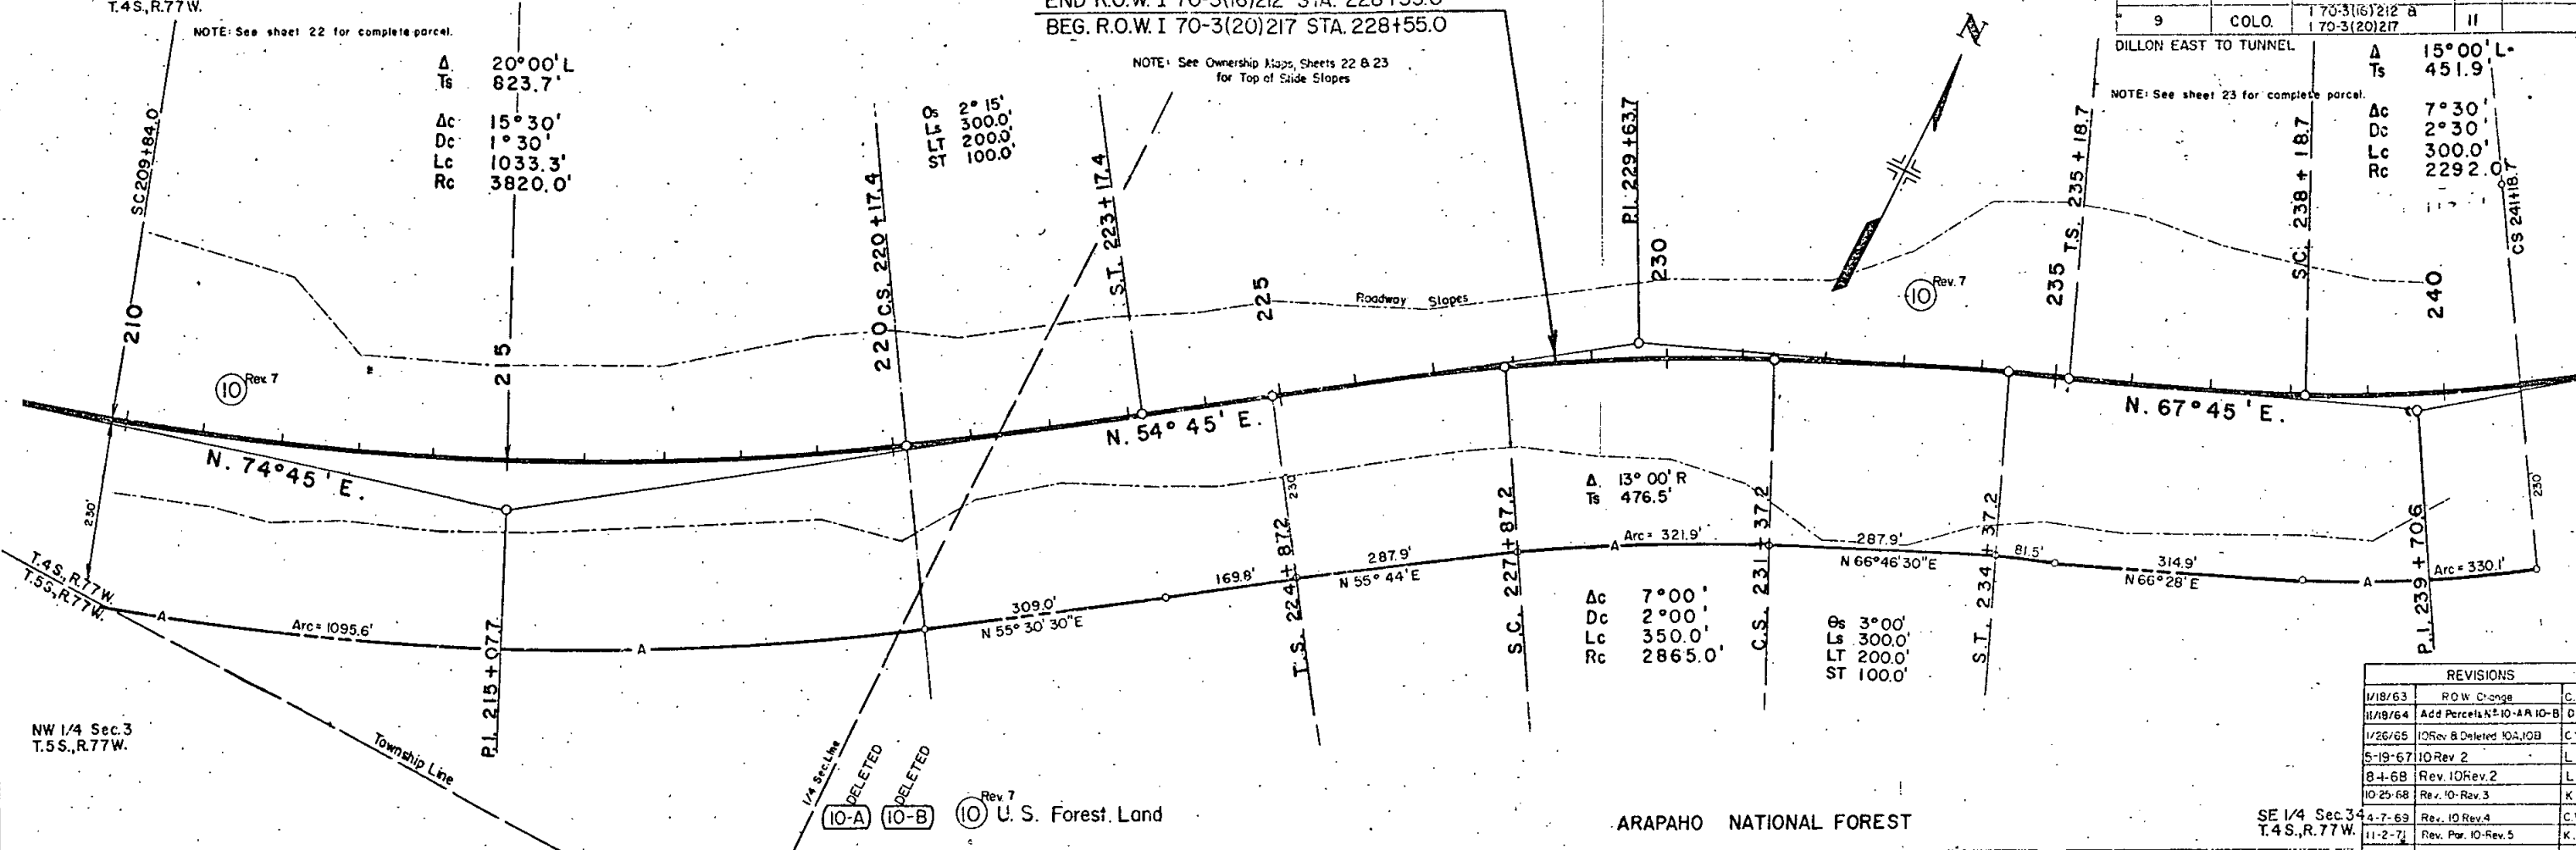 T.4S.,R.77W.
NOTE: See sheet 22 for complete parcel.
Δ 20°00' L
Ts 823.7'
Δc 15°30'
Dc 1°30'
Lc 1033.3'
Rc 3820.0'
END R.O.W. I 70-3(16)212 STA. 228+55.0
BEG. R.O.W. I 70-3(20)217 STA. 228+55.0
NOTE: See Ownership Maps, Sheets 22 & 23
for Top of Slide Slopes
Θs 2°15'
Ls 300.0'
LT 200.0'
ST 100.0'
N
9 COLO. I 70-3(16)212 & 11
I 70-3(20)217
DILLON EAST TO TUNNEL
Δ 15°00' L
Ts 451.9'
NOTE: See sheet 23 for complete parcel.
Δc 7°30'
Dc 2°30'
Lc 300.0'
Rc 2292.0
SC 209+84.0
210
215
220
C.S. 220+17.4
S.T. 223+17.4
225
P.I. 229+63.7
230
235
T.S. 235+18.7
S.C. 238+18.7
240
CS 241+18.7
Roadway Slopes
10 Rev. 7
10 Rev. 7
N. 74°45' E.
N. 54°45' E.
N. 67°45' E.
230'
230'
230'
T.4S., R.77W.
T.5S., R.77W.
A
Arc = 1095.6'
A
309.0'
N 55°30'30"E
169.8'
287.9'
N 55°44'E
A
Arc = 321.9'
287.9'
N 66°46'30"E
81.5'
314.9'
N 66°28'E
A
Arc = 330.1'
P.I. 215+07.7
T.S. 224+87.2
S.C. 227+87.2
C.S. 231+37.2
S.T. 234+37.2
P.I. 239+70.6
Δ 13°00' R
Ts 476.5'
Δc 7°00'
Dc 2°00'
Lc 350.0'
Rc 2865.0'
Θs 3°00'
Ls 300.0'
LT 200.0'
ST 100.0'
NW 1/4 Sec. 3
T.5S.,R.77W.
Township Line
1/4 Sec. Line
DELETED
DELETED
10-A 10-B 10 Rev. 7 U.S. Forest Land
ARAPAHO NATIONAL FOREST
SE 1/4 Sec. 34
T.4S.,R.77W.
REVISIONS
1/18/63 R.O.W. Change C.
11/19/64 Add Parcels Nº 10-A & 10-B D
1/26/65 10Rev & Deleted 10A,10B C
5-19-67 10 Rev 2 L
8-1-68 Rev. 10Rev. 2 L
10-25-68 Rev. 10-Rev. 3 K
4-7-69 Rev. 10 Rev. 4 C.
11-2-71 Rev. Par. 10-Rev. 5 K.